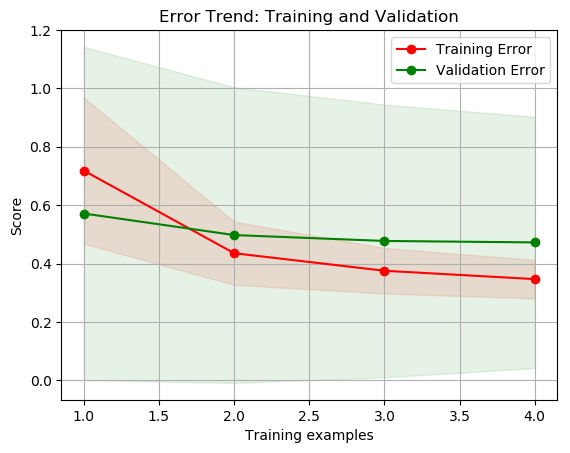 Error Trend: Training and Validation
1.2
1.0
0.8
0.6
0.4
0.2
0.0
Score
Training Error
Validation Error
1.0 1.5 2.0 2.5 3.0 3.5 4.0
Training examples